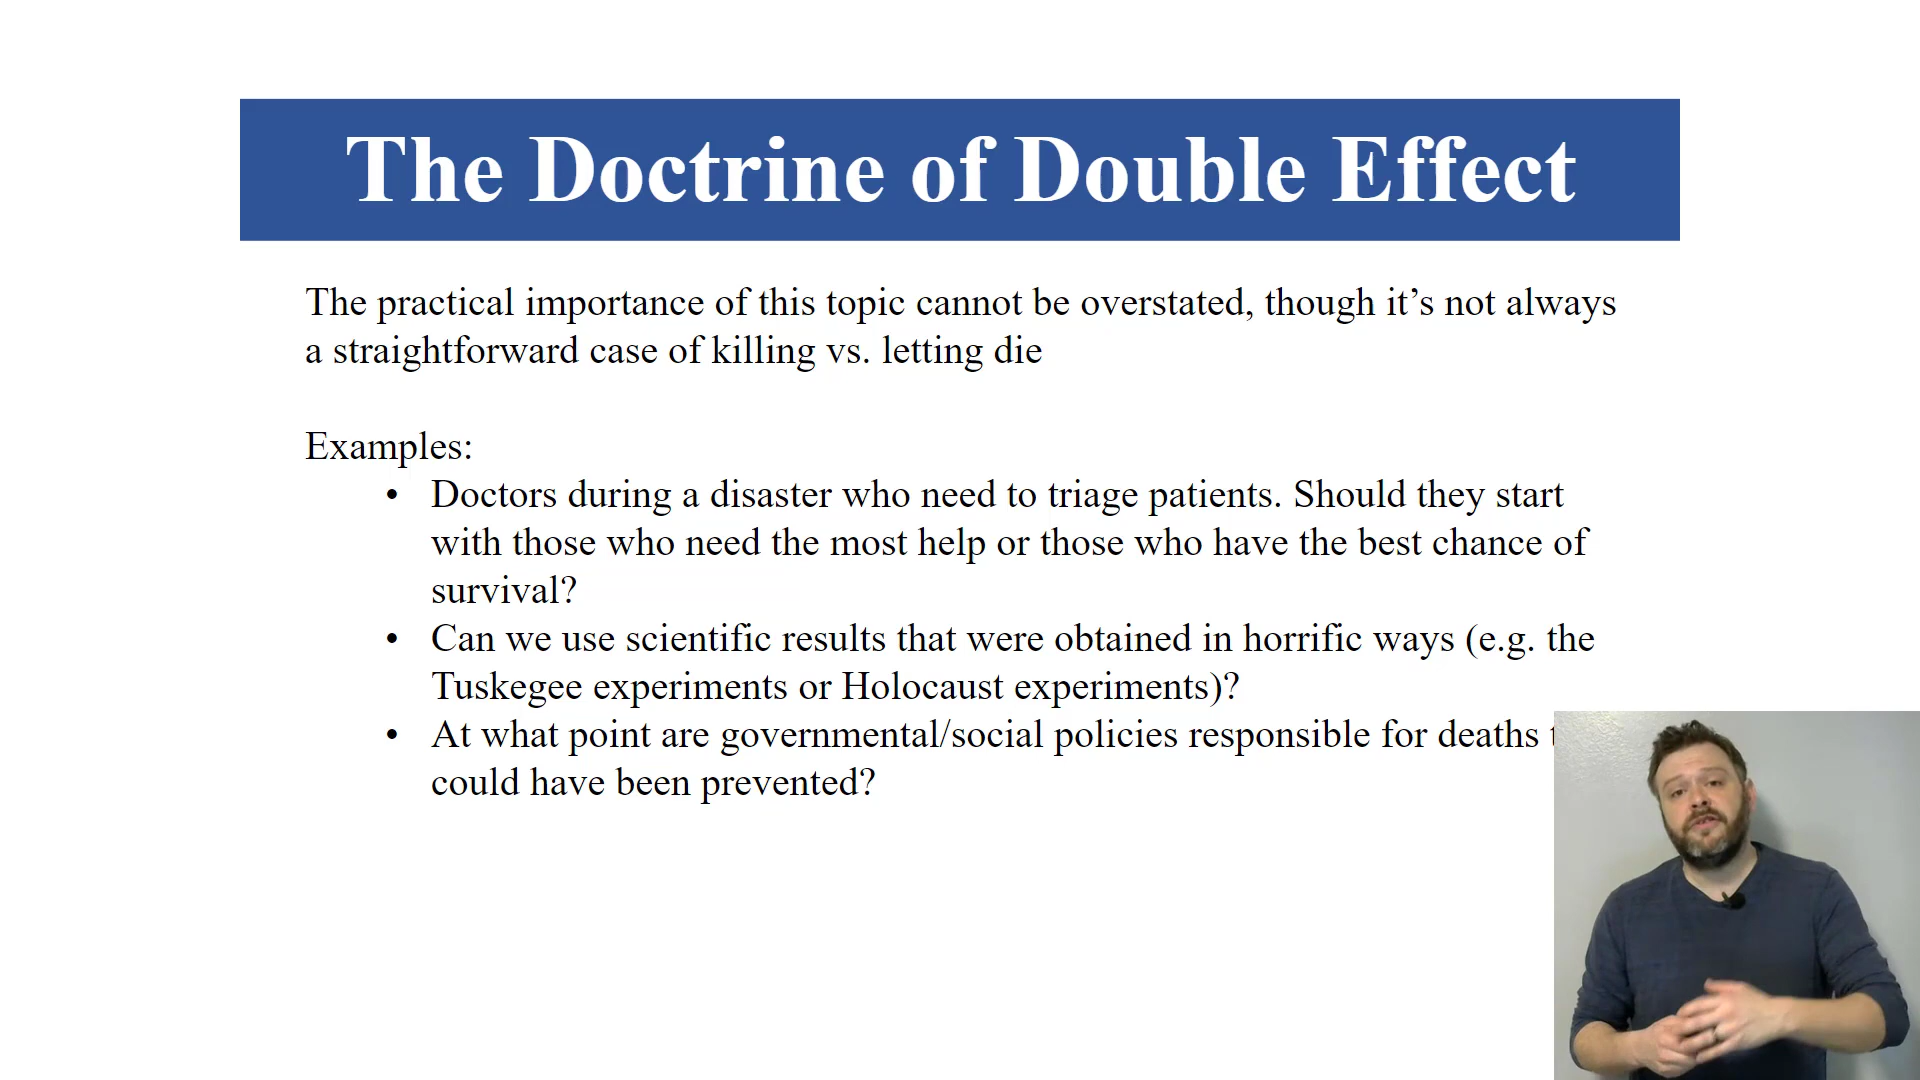 The Doctrine of Double Effect
The practical importance of this topic cannot be overstated, though it’s not always
a straightforward case of killing vs. letting die
Examples:
• Doctors during a disaster who need to triage patients. Should they start
with those who need the most help or those who have the best chance of
survival?
• Can we use scientific results that were obtained in horrific ways (e.g. the
Tuskegee experiments or Holocaust experiments)?
• At what point are governmental/social policies responsible for deaths
could have been prevented?